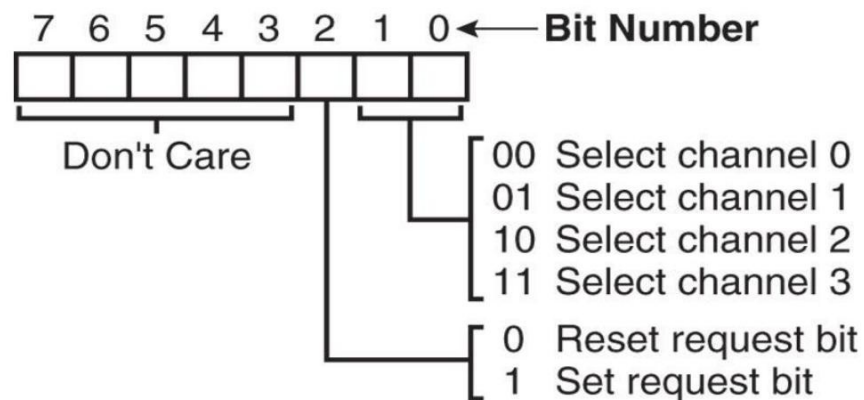 7 6 5 4 3 2 1 0 Bit Number
Don't Care
00 Select channel 0
01 Select channel 1
10 Select channel 2
11 Select channel 3
0 Reset request bit
1 Set request bit